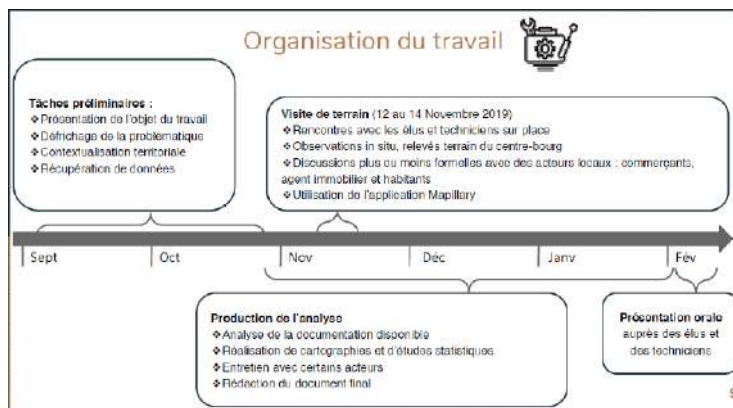 Organisation du travail
Tâches préliminaires :
❖Présentation de l'objet du travail
❖Défrichage de la problématique
❖Contextualisation territoriale
❖Récupération de données
Visite de terrain (12 au 14 Novembre 2019)
❖Rencontres avec les élus et techniciens sur place
❖Observations in situ, relevés terrain du centre-bourg
❖Discussions plus ou moins formelles avec des acteurs locaux : commerçants,
agent immobilier et habitants
❖Utilisation de l'application Mapillary
Sept
Oct
Nov
Déc
Janv
Fév
Production de l'analyse
❖Analyse de la documentation disponible
❖Réalisation de cartographies et d'études statistiques
❖Entretien avec certains acteurs
❖Rédaction du document final
Présentation orale
auprès des élus et
des techniciens